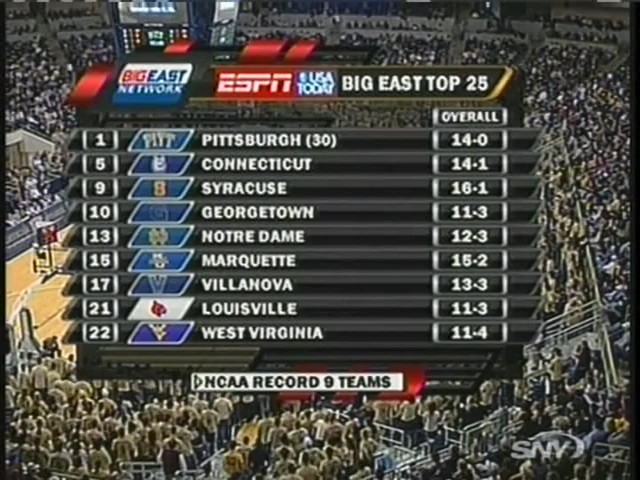 BIG EAST NETWORK
ESPN USA TODAY BIG EAST TOP 25
OVERALL
1 PITT PITTSBURGH (30) 14-0
5 CONNECTICUT 14-1
9 SYRACUSE 16-1
10 GEORGETOWN 11-3
13 NOTRE DAME 12-3
15 MARQUETTE 15-2
17 V VILLANOVA 13-3
21 LOUISVILLE 11-3
22 WV WEST VIRGINIA 11-4
NCAA RECORD 9 TEAMS
SNY